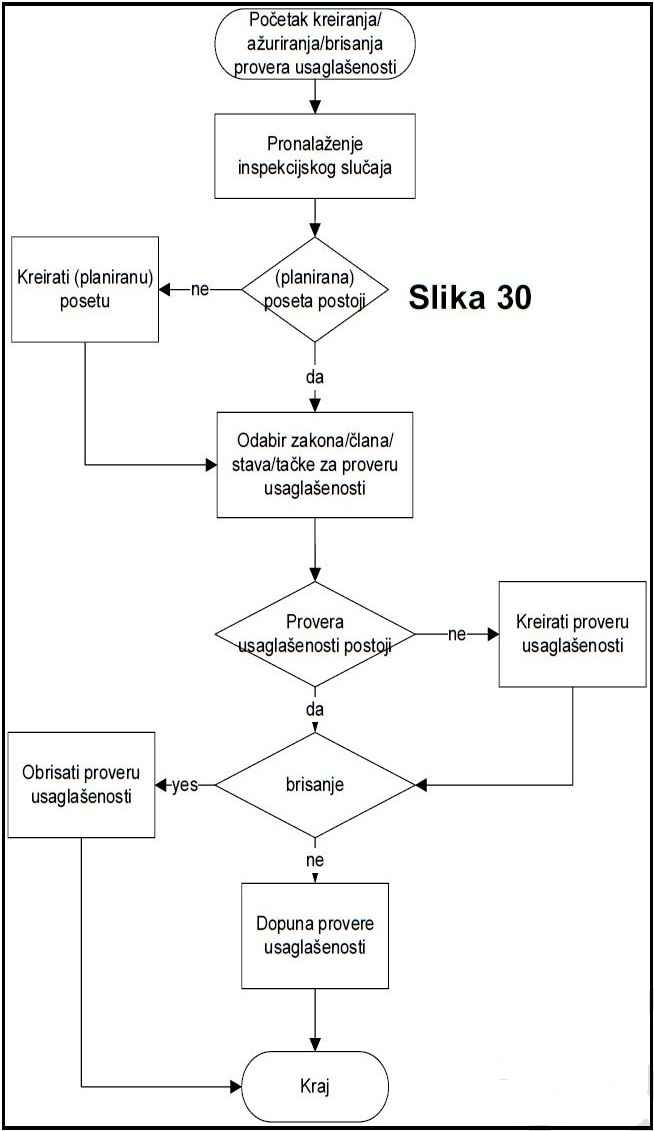 Početak kreiranja/
ažuriranja/brisanja
provera usaglašenosti
Pronalaženje
inspekcijskog slučaja
Kreirati (planiranu)
posetu
ne
(planirana)
poseta postoji
Slika 30
da
Odabir zakona/člana/
stava/tačke za proveru
usaglašenosti
Provera
usaglašenosti postoji
ne
Kreirati proveru
usaglašenosti
da
Obrisati proveru
usaglašenosti
yes
brisanje
ne
Dopuna provere
usaglašenosti
Kraj